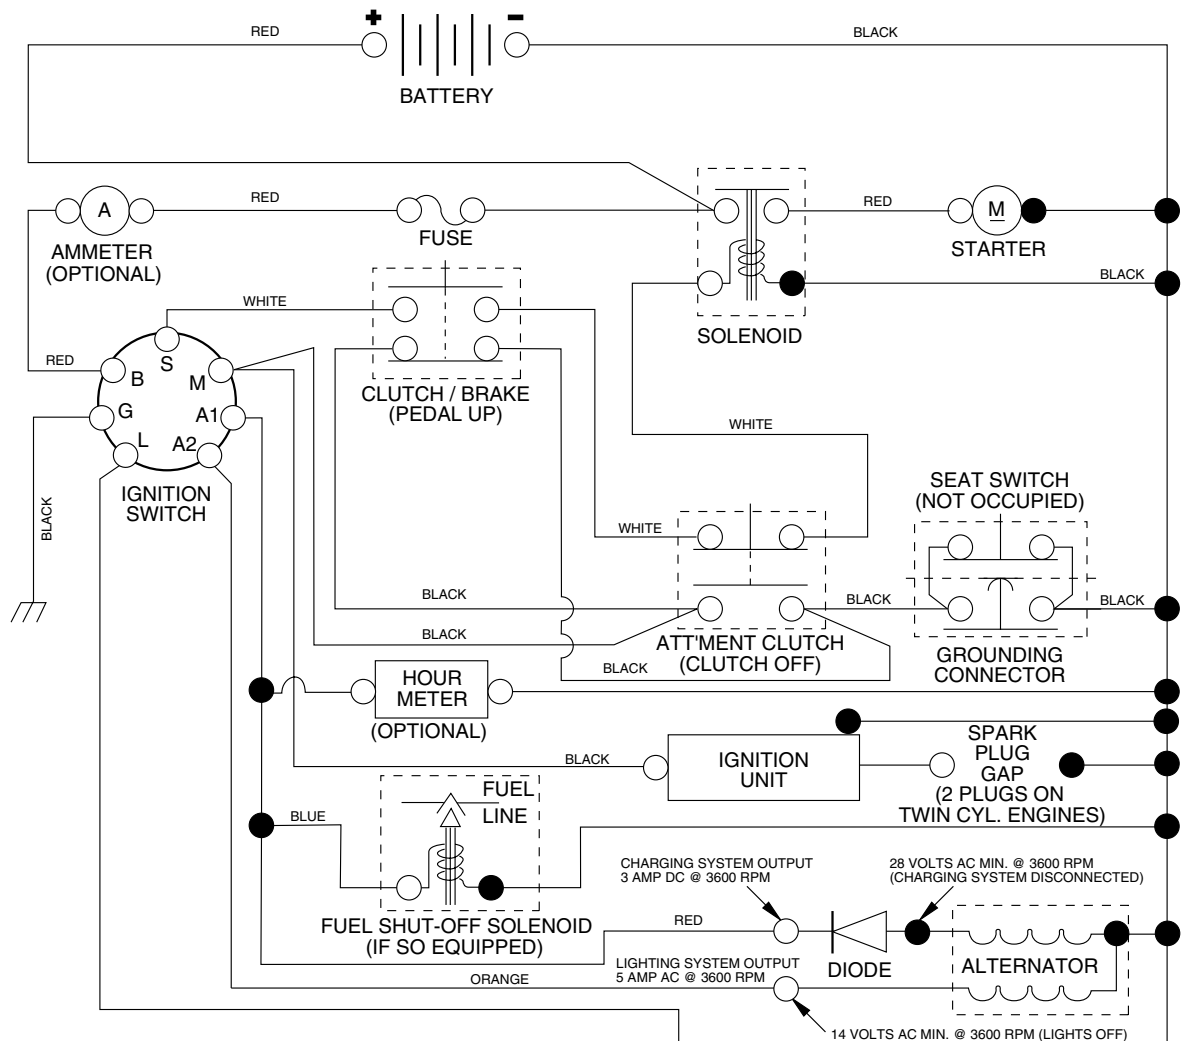 +
-
RED
BLACK
BATTERY
RED
RED
A
M
FUSE
STARTER
AMMETER
(OPTIONAL)
BLACK
WHITE
SOLENOID
RED
S
B
M
CLUTCH / BRAKE
(PEDAL UP)
G
A1
L
A2
WHITE
IGNITION
SWITCH
BLACK
SEAT SWITCH
(NOT OCCUPIED)
WHITE
BLACK
BLACK
BLACK
BLACK
ATT'MENT CLUTCH
(CLUTCH OFF)
GROUNDING
CONNECTOR
BLACK
HOUR
METER
(OPTIONAL)
BLACK
IGNITION
UNIT
SPARK
PLUG
GAP
(2 PLUGS ON
TWIN CYL. ENGINES)
FUEL
LINE
BLUE
CHARGING SYSTEM OUTPUT
3 AMP DC @ 3600 RPM
28 VOLTS AC MIN. @ 3600 RPM
(CHARGING SYSTEM DISCONNECTED)
FUEL SHUT-OFF SOLENOID
(IF SO EQUIPPED)
RED
DIODE
ALTERNATOR
LIGHTING SYSTEM OUTPUT
5 AMP AC @ 3600 RPM
ORANGE
14 VOLTS AC MIN. @ 3600 RPM (LIGHTS OFF)